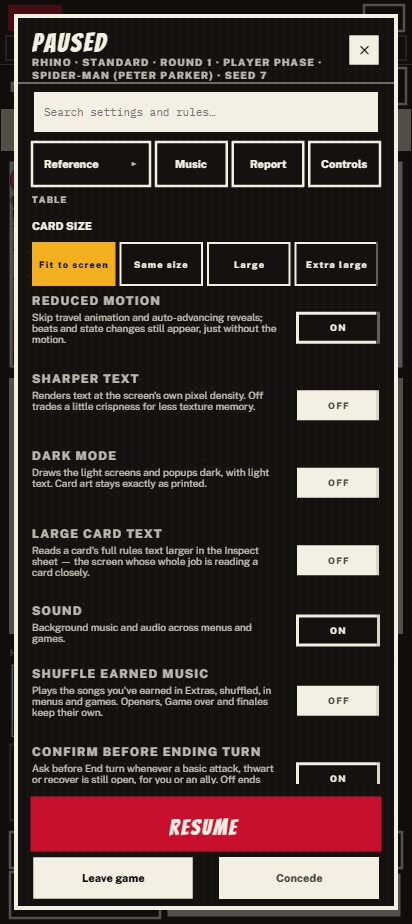 PAUSED
RHINO • STANDARD • ROUND 1 • PLAYER PHASE •
SPIDER-MAN (PETER PARKER) • SEED 7
×
Search settings and rules…
Reference ► Music Report Controls
TABLE
CARD SIZE
Fit to screen Same size Large Extra large
REDUCED MOTION
Skip travel animation and auto-advancing reveals;
beats and state changes still appear, just without the
motion.
ON
SHARPER TEXT
Renders text at the screen's own pixel density. Off
trades a little crispness for less texture memory.
OFF
DARK MODE
Draws the light screens and popups dark, with light
text. Card art stays exactly as printed.
OFF
LARGE CARD TEXT
Reads a card's full rules text larger in the Inspect
sheet — the screen whose whole job is reading a
card closely.
OFF
SOUND
Background music and audio across menus and
games.
ON
SHUFFLE EARNED MUSIC
Plays the songs you've earned in Extras, shuffled, in
menus and games. Openers, Game over and finales
keep their own.
OFF
CONFIRM BEFORE ENDING TURN
Ask before End turn whenever a basic attack, thwart
or recover is still open, for you or an ally. Off ends
ON
RESUME
Leave game Concede